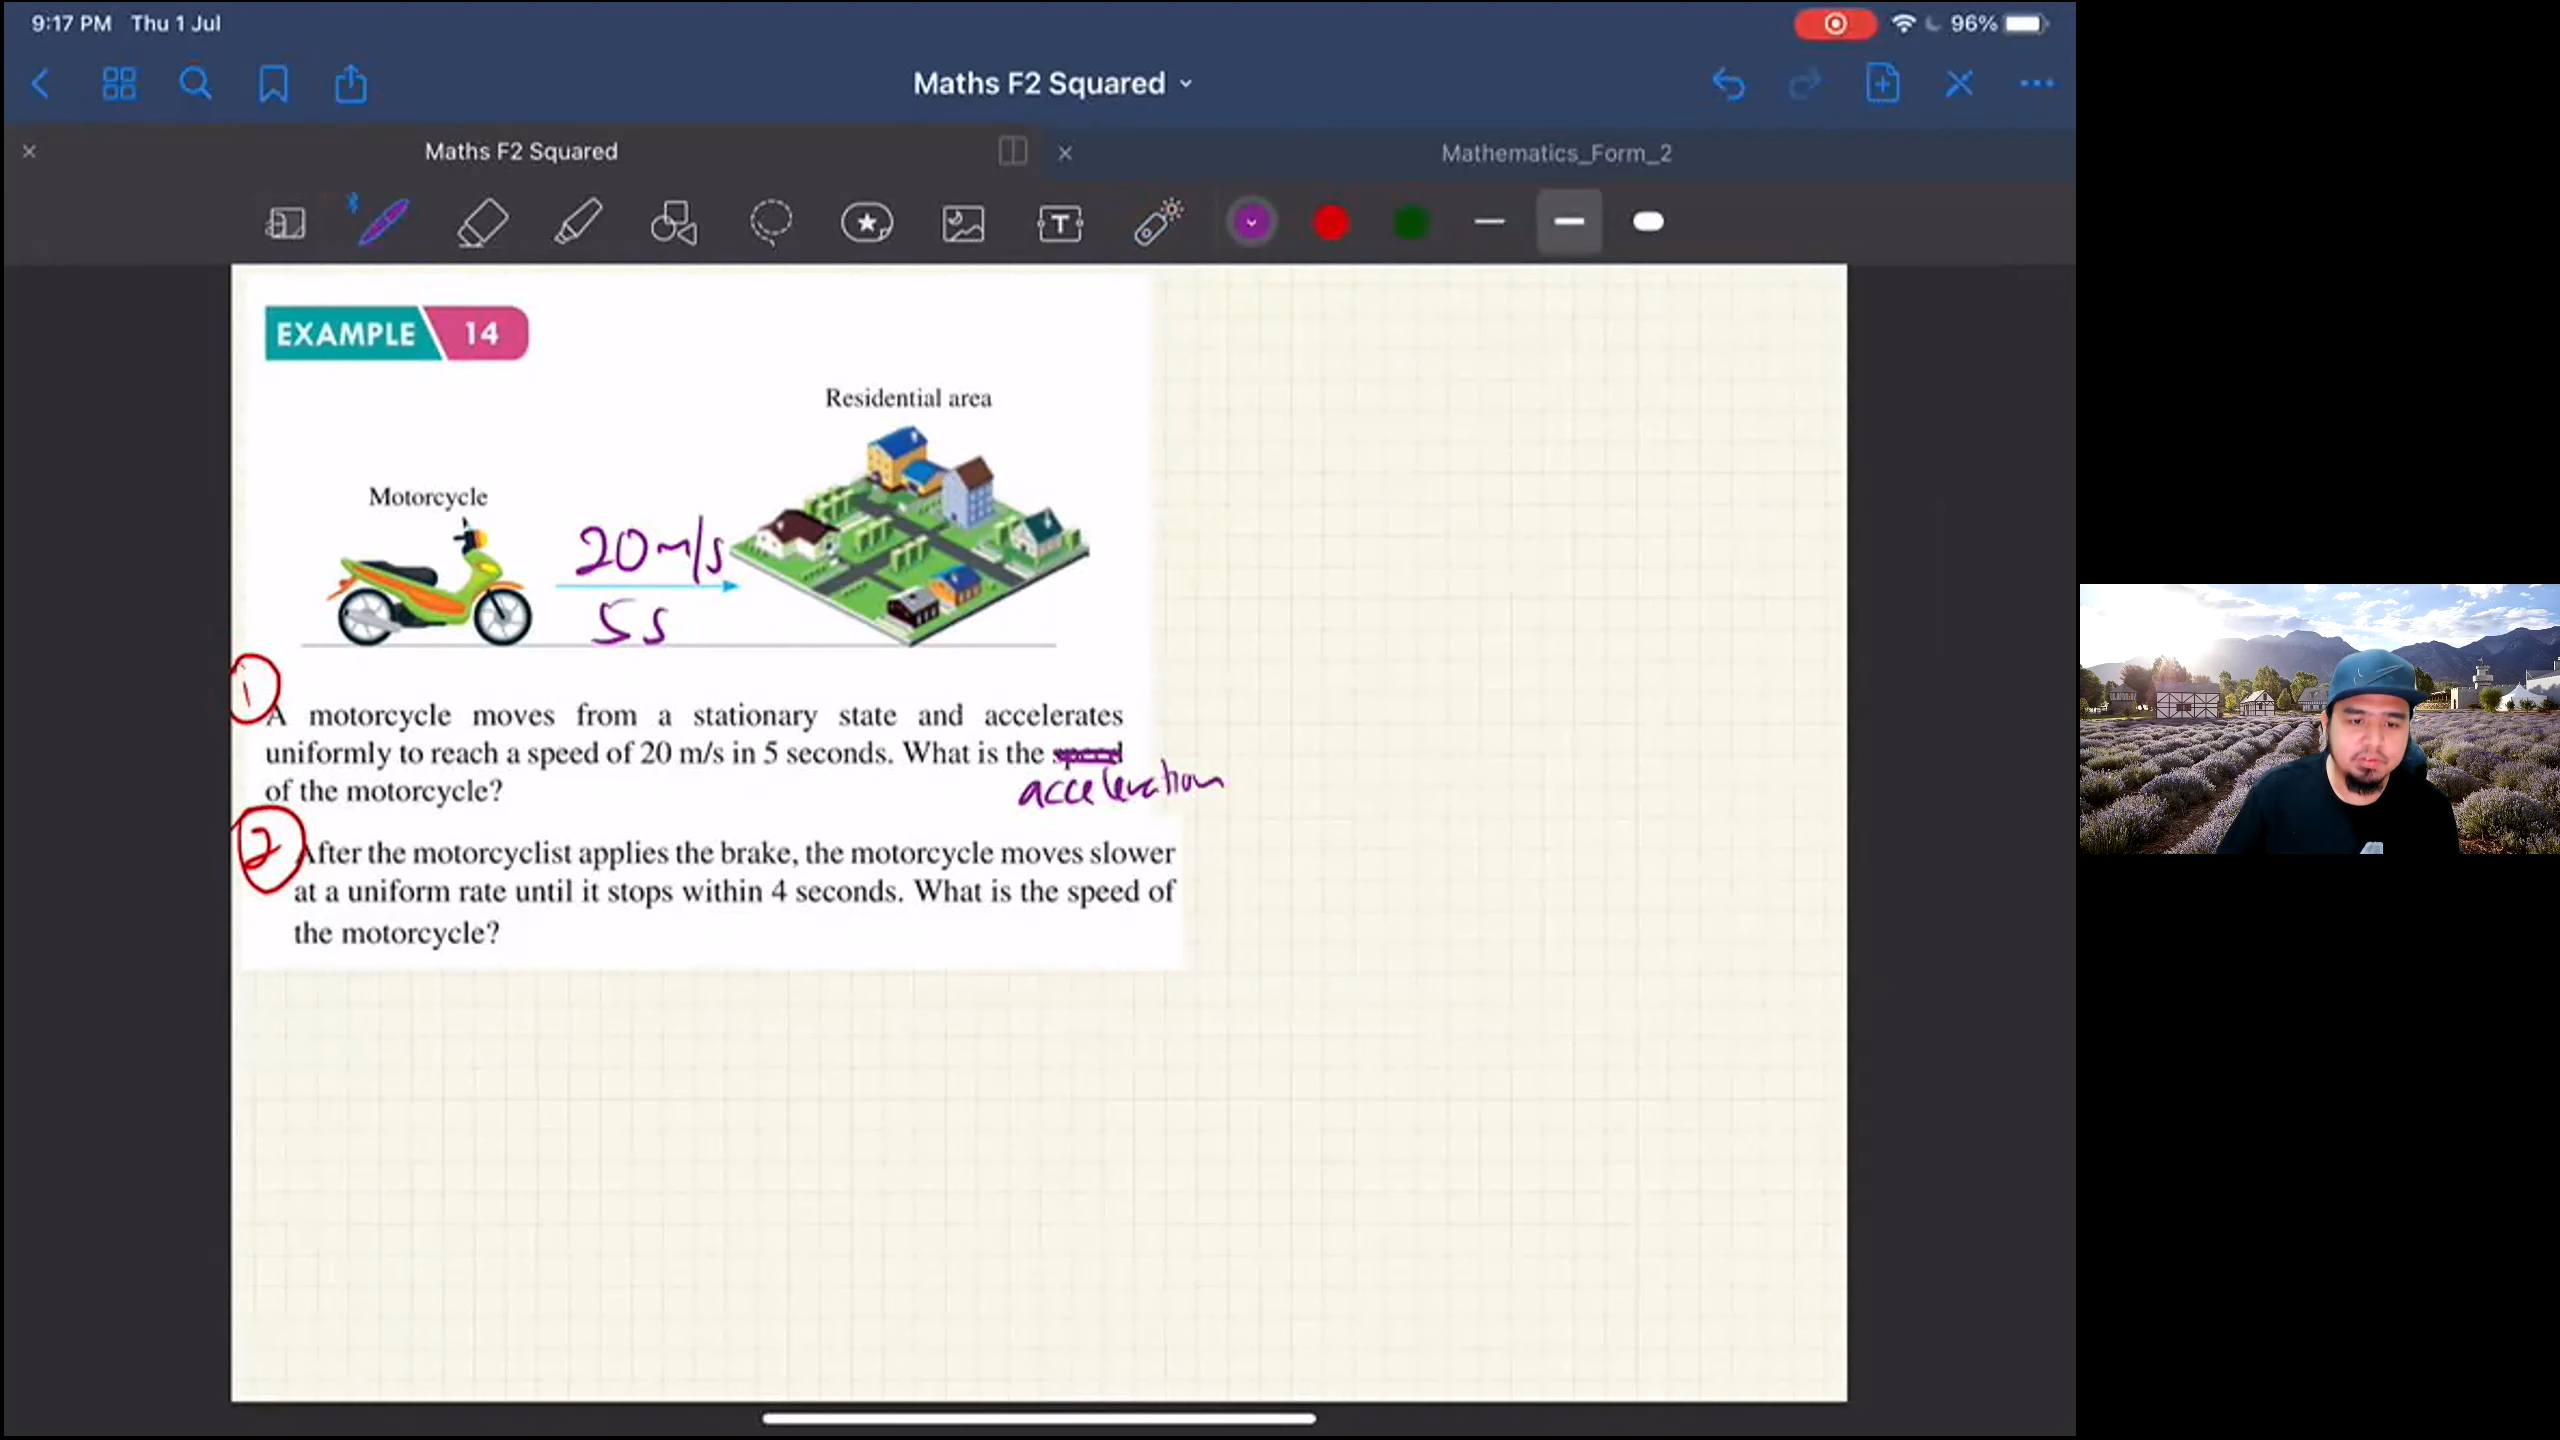 9:17 PM Thu 1 Jul
96%
Maths F2 Squared
Maths F2 Squared
Mathematics_Form_2
T
EXAMPLE 14
Residential area
Motorcycle
20 m/s
5s
1
A motorcycle moves from a stationary state and accelerates
uniformly to reach a speed of 20 m/s in 5 seconds. What is the speed
acceleration
of the motorcycle?
2
After the motorcyclist applies the brake, the motorcycle moves slower
at a uniform rate until it stops within 4 seconds. What is the speed of
the motorcycle?